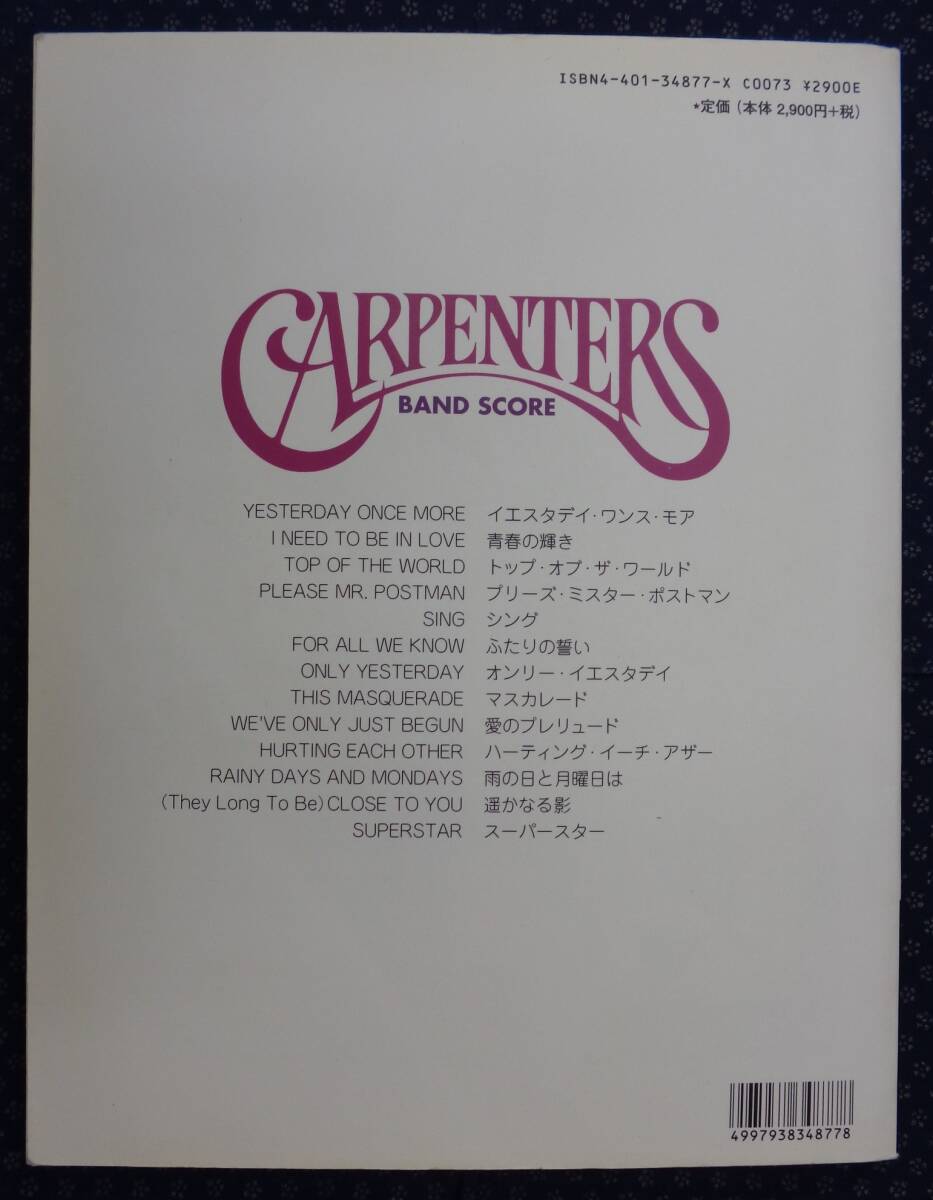 ISBN4-401-34877-X C0073 ¥2900E
*定価（本体 2,900円+税）
CARPENTERS
BAND SCORE
YESTERDAY ONCE MORE イエスタデイ・ワンス・モア
I NEED TO BE IN LOVE 青春の輝き
TOP OF THE WORLD トップ・オブ・ザ・ワールド
PLEASE MR. POSTMAN プリーズ・ミスター・ポストマン
SING シング
FOR ALL WE KNOW ふたりの誓い
ONLY YESTERDAY オンリー・イエスタデイ
THIS MASQUERADE マスカレード
WE'VE ONLY JUST BEGUN 愛のプレリュード
HURTING EACH OTHER ハーティング・イーチ・アザー
RAINY DAYS AND MONDAYS 雨の日と月曜日は
(They Long To Be) CLOSE TO YOU 遥かなる影
SUPERSTAR スーパースター
4997938348778